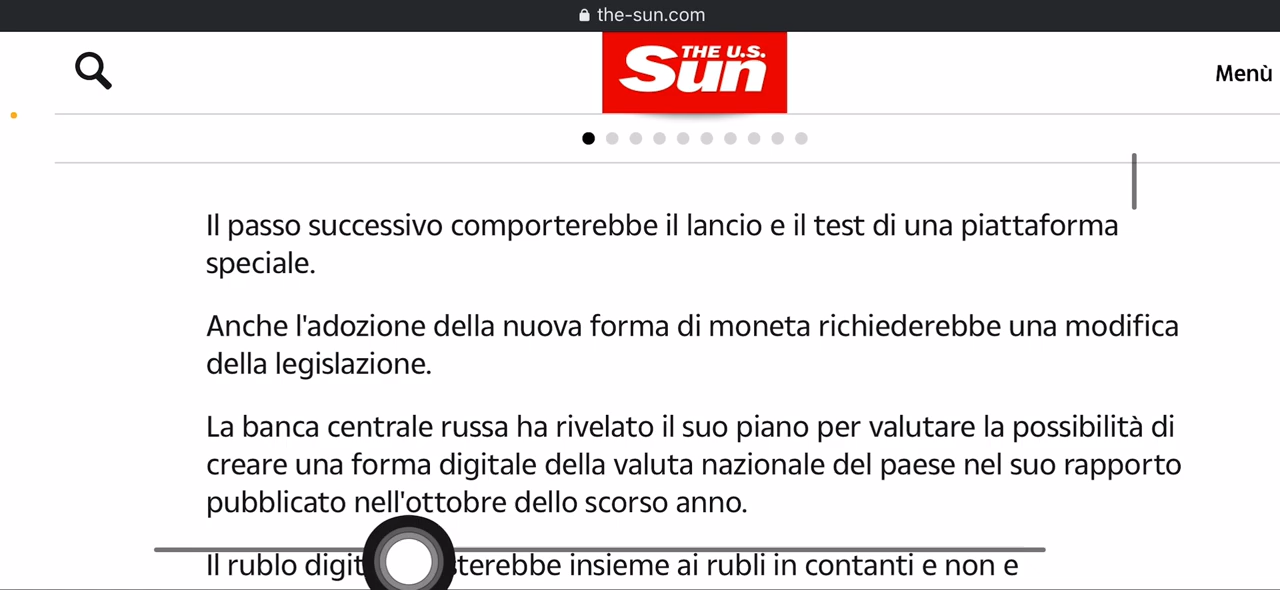 the-sun.com
THE U.S.
Sun
Menù
Il passo successivo comporterebbe il lancio e il test di una piattaforma
speciale.
Anche l'adozione della nuova forma di moneta richiederebbe una modifica
della legislazione.
La banca centrale russa ha rivelato il suo piano per valutare la possibilità di
creare una forma digitale della valuta nazionale del paese nel suo rapporto
pubblicato nell'ottobre dello scorso anno.
Il rublo insieme ai rubli in contanti e non e